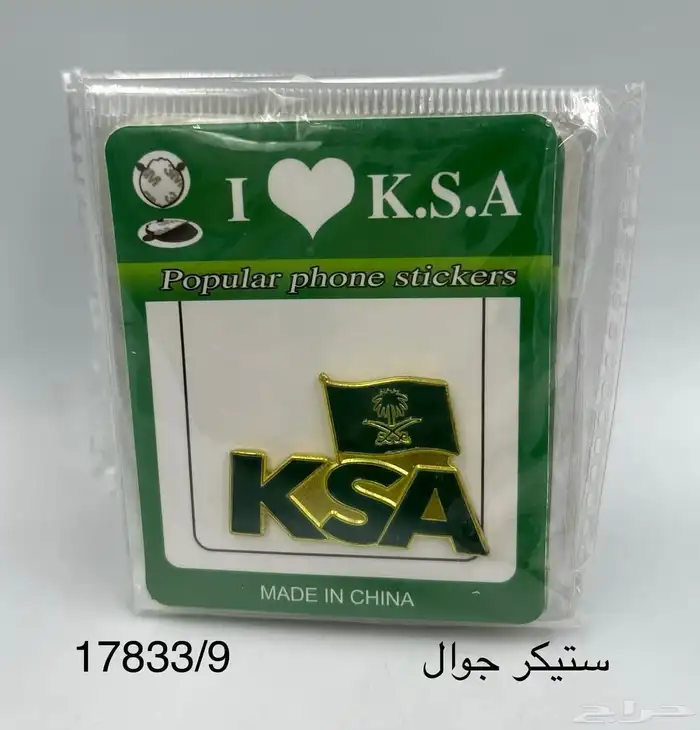 I ♥ K.S.A
Popular phone stickers
KSA
MADE IN CHINA
17833/9 ستيكر جوال
حراج